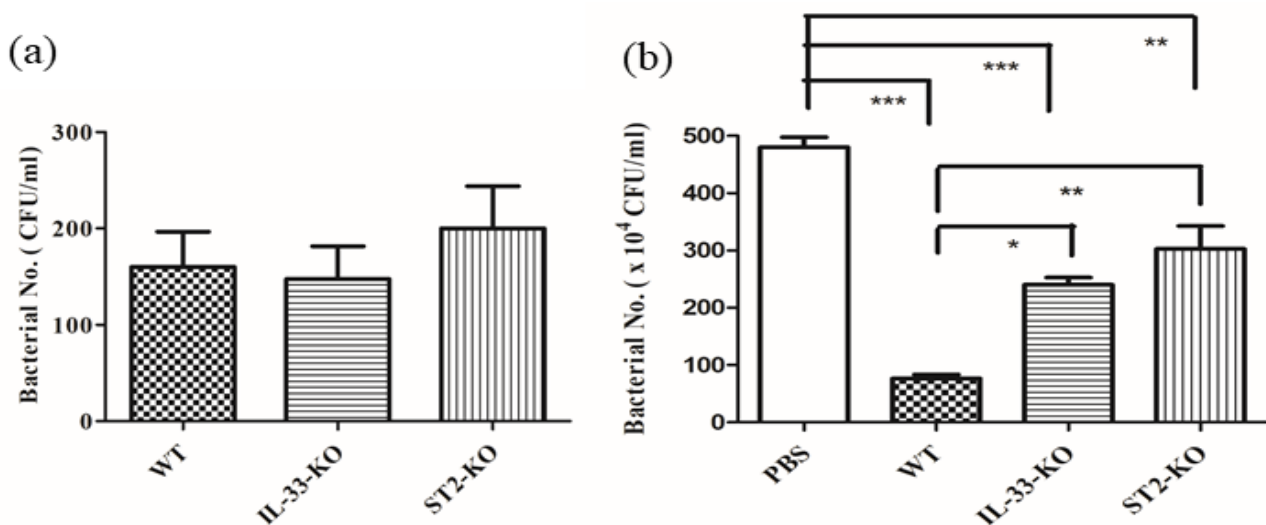 (a)
Bacterial No. ( CFU/ml)
300
200
100
0
WT
IL-33-KO
ST2-KO
(b)
**
***
***
**
*
Bacterial No. ( x 10⁴ CFU/ml)
500
400
300
200
100
0
PBS
WT
IL-33-KO
ST2-KO